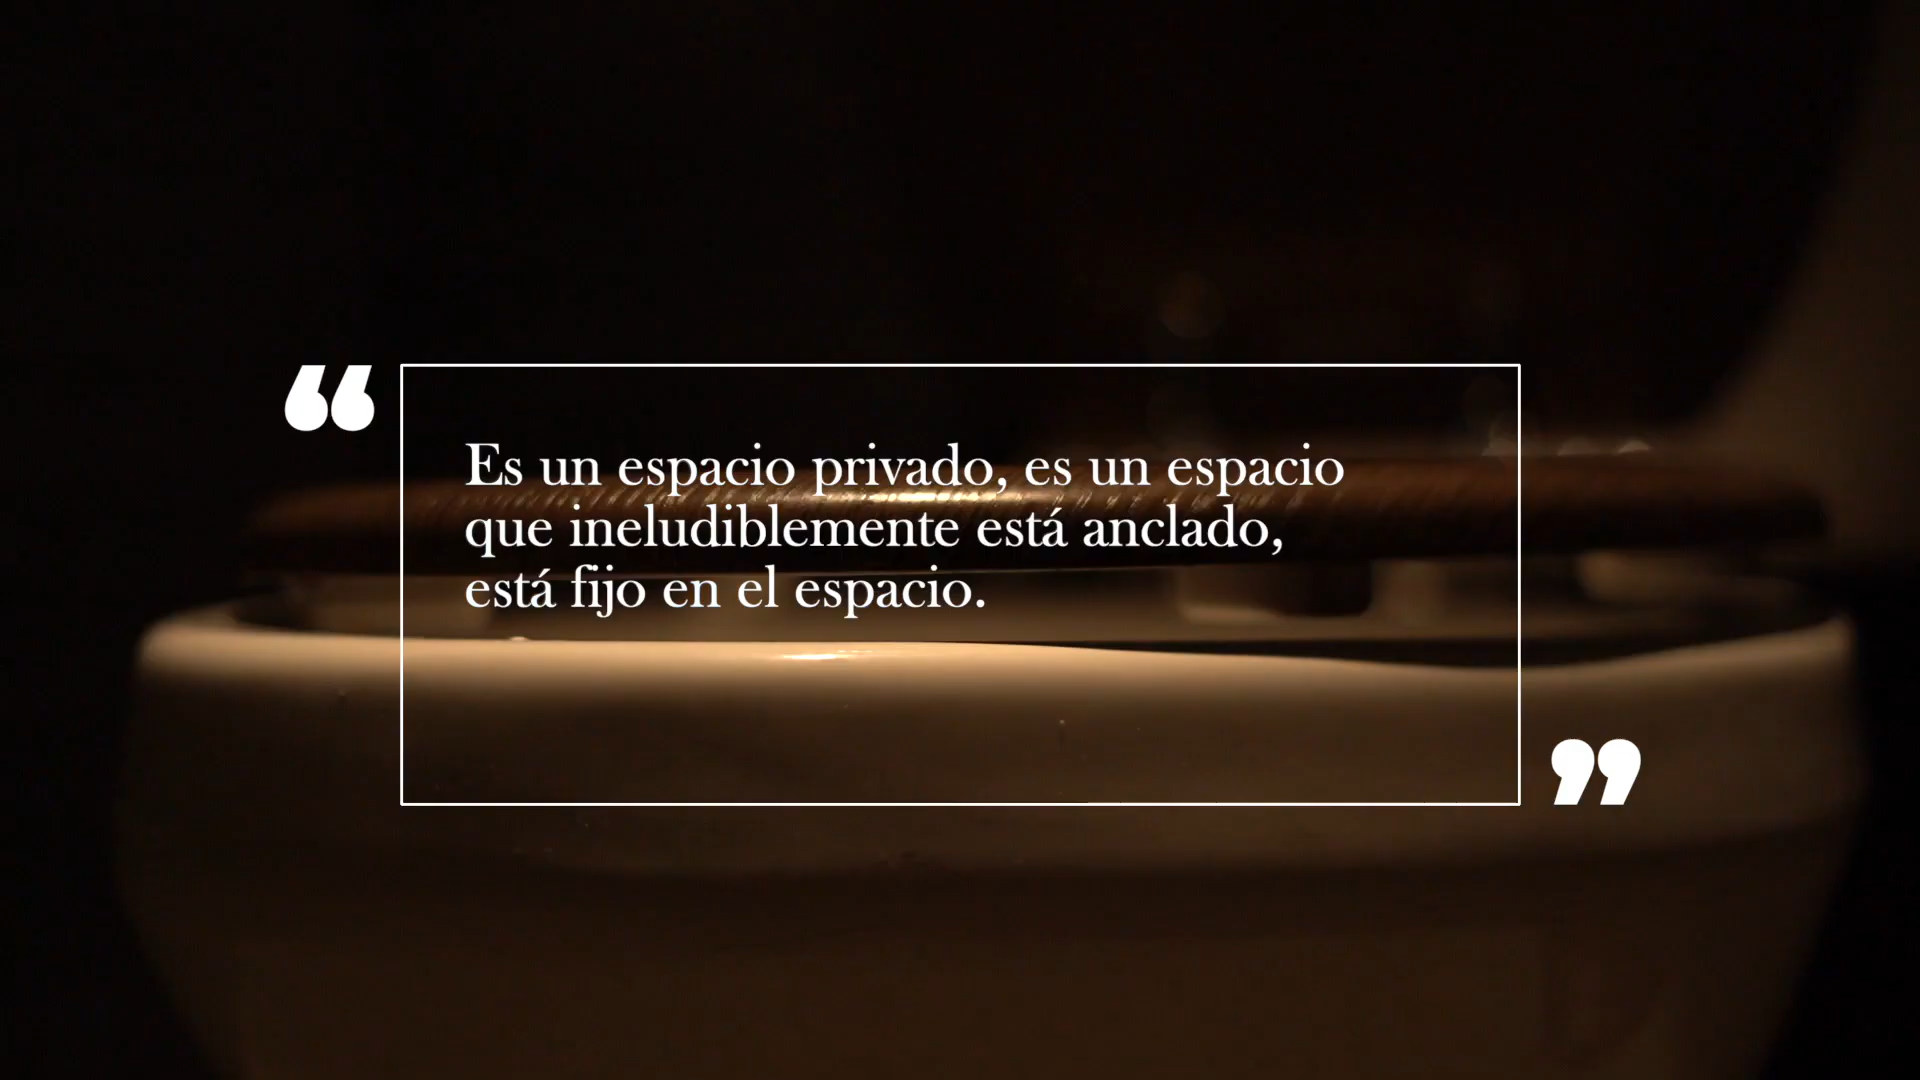 “
Es un espacio privado, es un espacio
que ineludiblemente está anclado,
está fijo en el espacio.
”